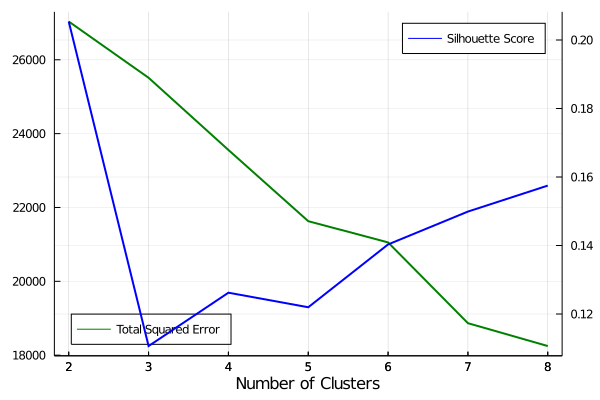 Silhouette Score
26000
24000
22000
20000
18000
0.20
0.18
0.16
0.14
0.12
Total Squared Error
2 3 4 5 6 7 8
Number of Clusters